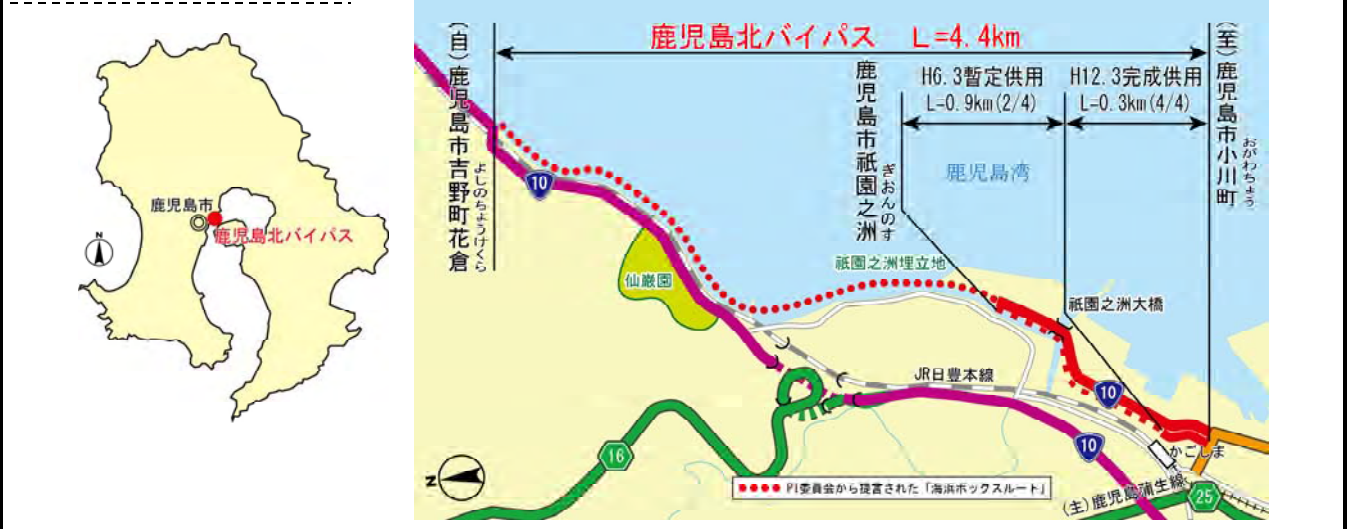 N
鹿児島市
鹿児島北バイパス
鹿児島北バイパス L=4.4km
(自)鹿児島市吉野町花倉
よしのちょうけくら
鹿児島市祇園之洲
ぎおんのす
H6.3暫定供用
L=0.9km(2/4)
H12.3完成供用
L=0.3km(4/4)
(至)鹿児島市小川町
おがわちょう
鹿児島湾
10
仙巌園
祇園之洲埋立地
祇園之洲大橋
JR日豊本線
10
16
10
かごしま
N
PI委員会から提言された「海浜ボックスルート」
(主)鹿児島蒲生線
25